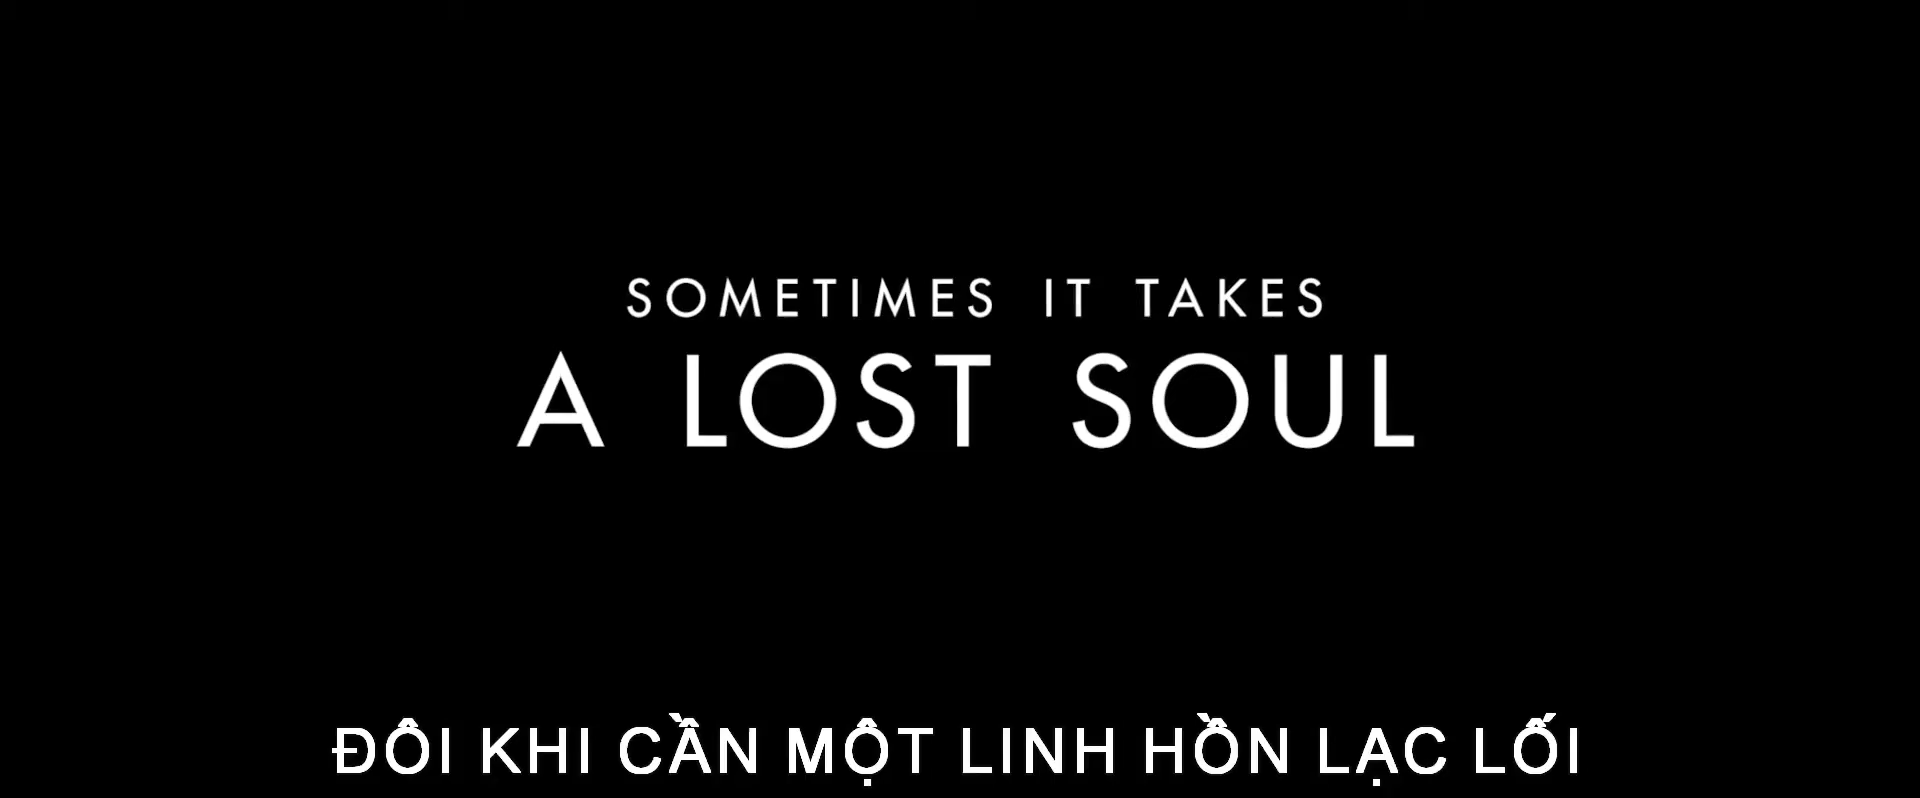 SOMETIMES IT TAKES
A LOST SOUL
ĐÔI KHI CẦN MỘT LINH HỒN LẠC LỐI